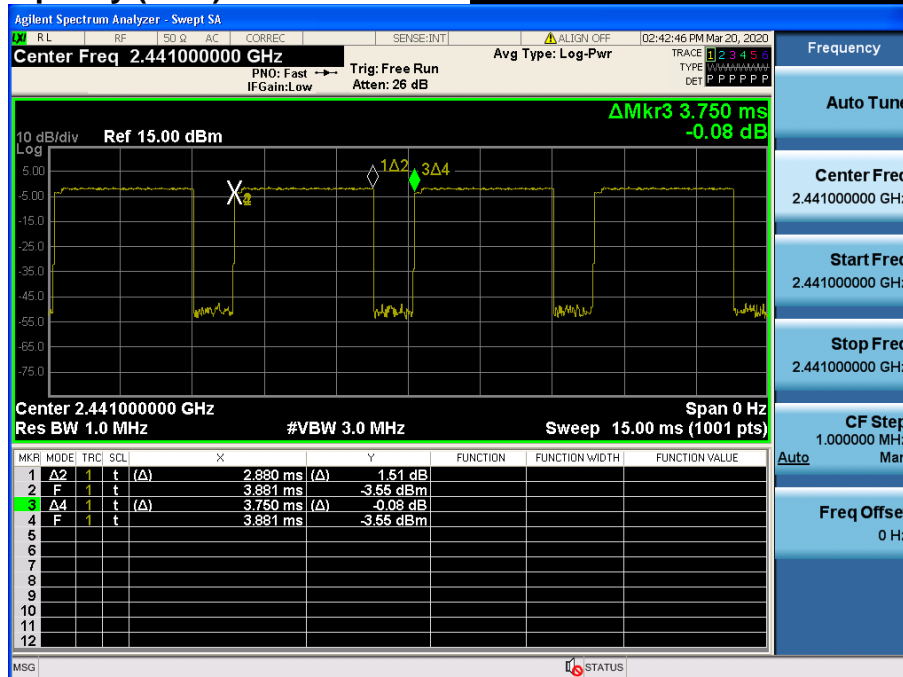 Agilent Spectrum Analyzer - Swept SA
LXI RL RF 50 Ω AC CORREC SENSE:INT ALIGN OFF 02:42:46 PM Mar 20, 2020
Center Freq 2.441000000 GHz Avg Type: Log-Pwr TRACE 1 2 3 4 5 6
PNO: Fast Trig: Free Run TYPE
IFGain:Low Atten: 26 dB DET P P P P P P
Frequency
ΔMkr3 3.750 ms
10 dB/div Ref 15.00 dBm -0.08 dB
Log
5.00
-5.00
-15.0
-25.0
-35.0
-45.0
-55.0
-65.0
-75.0
1Δ2
3Δ4
X
Center 2.441000000 GHz Span 0 Hz
Res BW 1.0 MHz #VBW 3.0 MHz Sweep 15.00 ms (1001 pts)
MKR MODE TRC SCL X Y FUNCTION FUNCTION WIDTH FUNCTION VALUE
1 Δ2 1 t (Δ) 2.880 ms (Δ) 1.51 dB
2 F 1 t 3.881 ms -3.55 dBm
3 Δ4 1 t (Δ) 3.750 ms (Δ) -0.08 dB
4 F 1 t 3.881 ms -3.55 dBm
5
6
7
8
9
10
11
12
Auto Tune
Center Freq
2.441000000 GHz
Start Freq
2.441000000 GHz
Stop Freq
2.441000000 GHz
CF Step
1.000000 MHz
Auto Man
Freq Offset
0 Hz
MSG STATUS